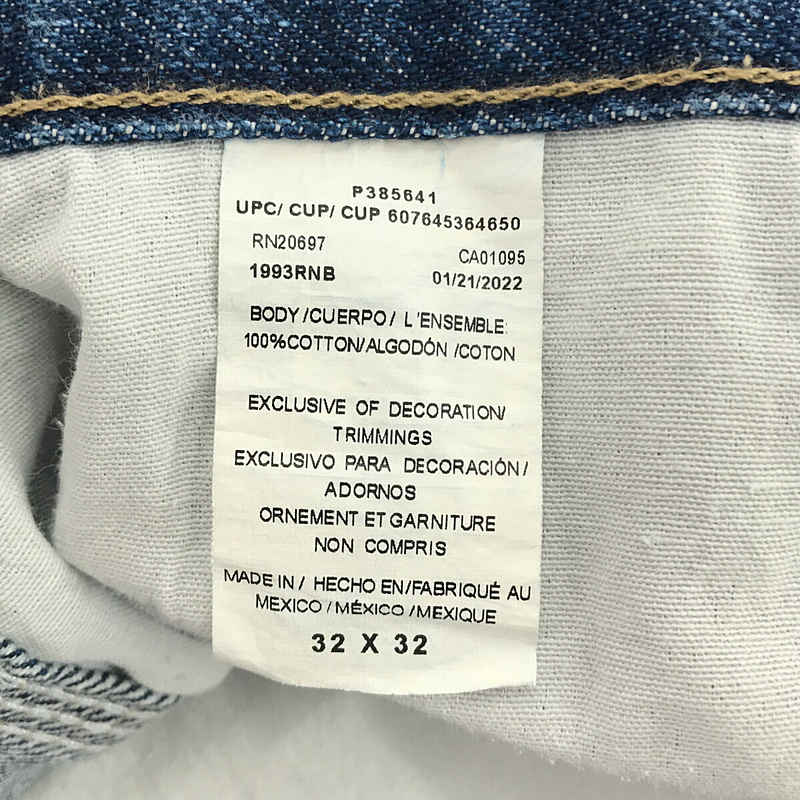 P385641
UPC/ CUP/ CUP 607645364650
RN20697 CA01095
1993RNB 01/21/2022
BODY/CUERPO/ L'ENSEMBLE:
100%COTTON/ALGODÓN /COTON
EXCLUSIVE OF DECORATION/
TRIMMINGS
EXCLUSIVO PARA DECORACIÓN/
ADORNOS
ORNEMENT ET GARNITURE
NON COMPRIS
MADE IN / HECHO EN/FABRIQUÉ AU
MEXICO / MÉXICO /MEXIQUE
32 X 32